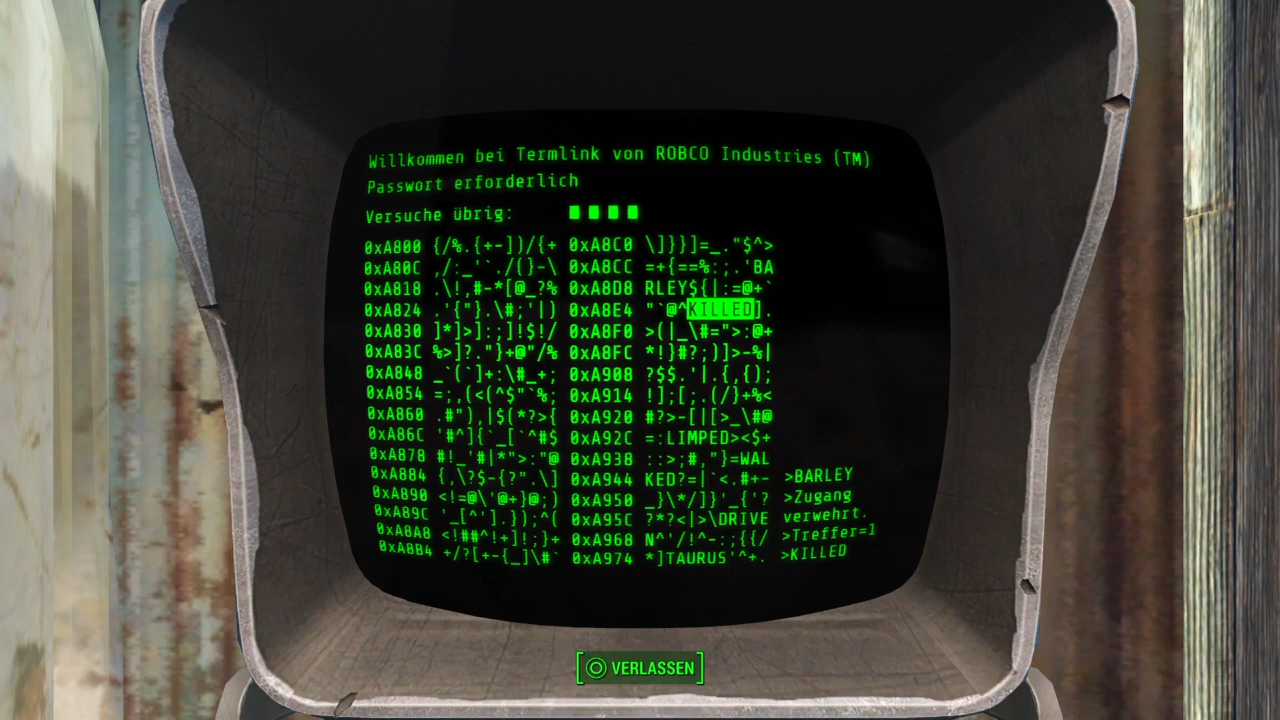 Willkommen bei Termlink von ROBCO Industries (TM)
Passwort erforderlich
Versuche übrig: ■ ■ ■ ■
0xA800 {/%.{+-])/{+ 0xA8C0 \]}}]=_."$^>
0xA80C ,/:_'`./(}-\ 0xA8CC =+{==%:;.'BA
0xA818 .\!,#-*[@_?% 0xA8D8 RLEY${|:=@+`
0xA824 .'{"}.\#;'|) 0xA8E4 "`@^KILLED].
0xA830 ]*]>]:;]!$!/ 0xA8F0 >(|_\#=">:@+
0xA83C %>]?."}+@"/% 0xA8FC *!}#?;)]>-%|
0xA848 _`(`]+:\#_+; 0xA908 ?$$.'|.{,{);
0xA854 =;,(<(^$"`%; 0xA914 !];[;.(/}+%<
0xA860 .#"),|$(*?>{ 0xA920 #?>-[|[>_\#@
0xA86C '#^]{`_[`^#$ 0xA92C =:LIMPED><$+
0xA878 #!_'#|*">:"@ 0xA938 ::>;#,"}=WAL
0xA884 {,\?$-{?".\] 0xA944 KED?=|`<.#+- >BARLEY
0xA890 <!=@\'@+}@;) 0xA950 _}\*/]}'_{'? >Zugang
0xA89C '_[^'].});^( 0xA95C ?*?<|>\DRIVE verwehrt.
0xA8A8 <!##^!+]!;}+ 0xA968 N^'/!^-:;{{/ >Treffer=1
0xA8B4 +/?[+-{_]\#` 0xA974 *]TAURUS'^+. >KILLED
VERLASSEN